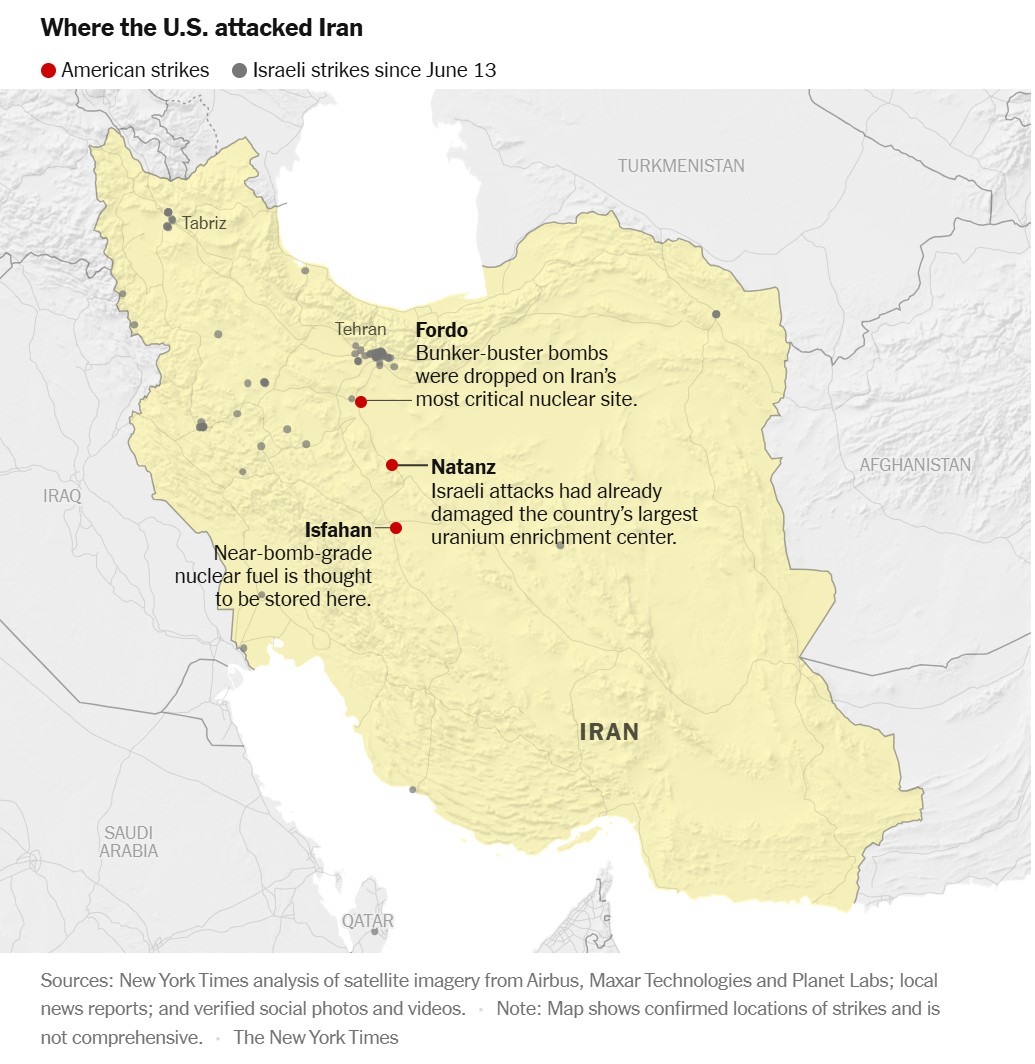 Where the U.S. attacked Iran
American strikes
Israeli strikes since June 13
TURKMENISTAN
Tabriz
Tehran
Fordo
Bunker-buster bombs
were dropped on Iran’s
most critical nuclear site.
AFGHANISTAN
Natanz
Israeli attacks had already
damaged the country’s largest
uranium enrichment center.
IRAQ
Isfahan
Near-bomb-grade
nuclear fuel is thought
to be stored here.
IRAN
SAUDI
ARABIA
QATAR
Sources: New York Times analysis of satellite imagery from Airbus, Maxar Technologies and Planet Labs; local
news reports; and verified social photos and videos. • Note: Map shows confirmed locations of strikes and is
not comprehensive. • The New York Times